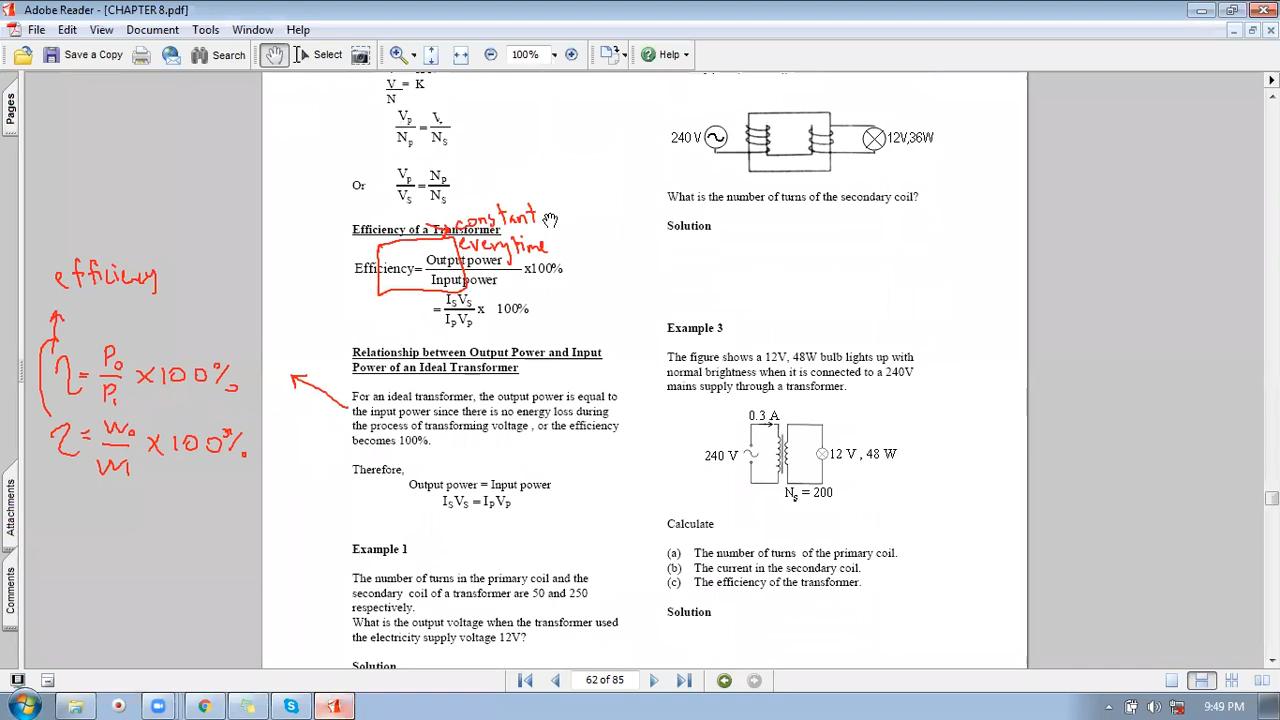 Adobe Reader - [CHAPTER 8.pdf]
File Edit View Document Tools Window Help
Save a Copy Search Select 100% Help
Pages
Attachments
Comments
V = K
N
Vp = Vs
Np Ns
Or Vp = Np
Vs Ns
constant
everytime
Efficiency of a Transformer
Efficiency= Output power x100%
Input power
= IsVs x 100%
IpVp
efficiency
η = Po × 100%
Pi
η = Wo × 100%
Wi
Relationship between Output Power and Input
Power of an Ideal Transformer
For an ideal transformer, the output power is equal to
the input power since there is no energy loss during
the process of transforming voltage , or the efficiency
becomes 100%.
Therefore,
Output power = Input power
IsVs = IpVp
Example 1
The number of turns in the primary coil and the
secondary coil of a transformer are 50 and 250
respectively.
What is the output voltage when the transformer used
the electricity supply voltage 12V?
Solution
240 V 12V,36W
What is the number of turns of the secondary coil?
Solution
Example 3
The figure shows a 12V, 48W bulb lights up with
normal brightness when it is connected to a 240V
mains supply through a transformer.
0.3 A
240 V 12 V , 48 W
Ns = 200
Calculate
(a) The number of turns of the primary coil.
(b) The current in the secondary coil.
(c) The efficiency of the transformer.
Solution
62 of 85
9:49 PM